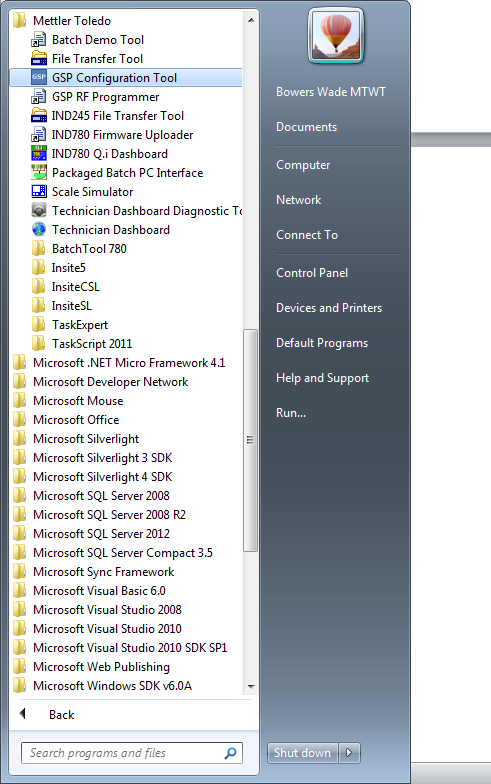 Mettler Toledo
Batch Demo Tool
File Transfer Tool
GSP GSP Configuration Tool
GSP RF Programmer
IND245 File Transfer Tool
IND780 Firmware Uploader
IND780 Q.i Dashboard
Packaged Batch PC Interface
Scale Simulator
Technician Dashboard Diagnostic To
Technician Dashboard
BatchTool 780
Insite5
InsiteCSL
InsiteSL
TaskExpert
TaskScript 2011
Microsoft .NET Micro Framework 4.1
Microsoft Developer Network
Microsoft Mouse
Microsoft Office
Microsoft Silverlight
Microsoft Silverlight 3 SDK
Microsoft Silverlight 4 SDK
Microsoft SQL Server 2008
Microsoft SQL Server 2008 R2
Microsoft SQL Server 2012
Microsoft SQL Server Compact 3.5
Microsoft Sync Framework
Microsoft Visual Basic 6.0
Microsoft Visual Studio 2008
Microsoft Visual Studio 2010
Microsoft Visual Studio 2010 SDK SP1
Microsoft Web Publishing
Microsoft Windows SDK v6.0A
Back
Search programs and files
Bowers Wade MTWT
Documents
Computer
Network
Connect To
Control Panel
Devices and Printers
Default Programs
Help and Support
Run...
Shut down